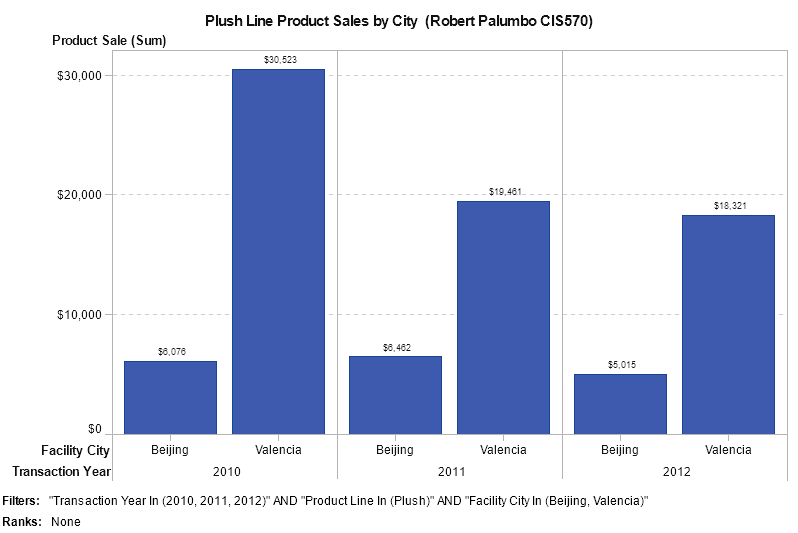 Plush Line Product Sales by City (Robert Palumbo CIS570)
Product Sale (Sum)
$30,523
$30,000
$20,000
$19,461
$18,321
$10,000
$6,076
$6,462
$5,015
$0
Facility City Beijing Valencia Beijing Valencia Beijing Valencia
Transaction Year 2010 2011 2012
Filters: "Transaction Year In (2010, 2011, 2012)" AND "Product Line In (Plush)" AND "Facility City In (Beijing, Valencia)"
Ranks: None